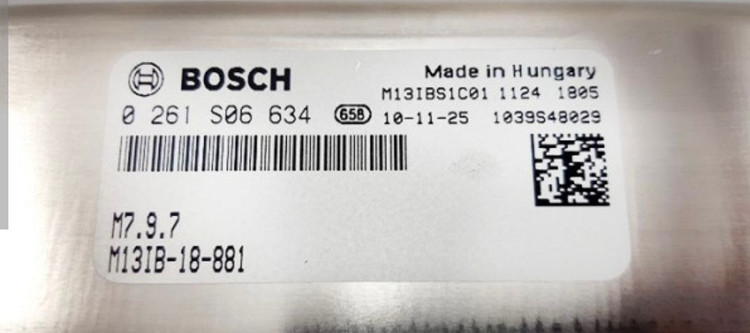 BOSCH
Made in Hungary
M13IBS1C01 1124 1805
0 261 S06 634 658 10-11-25 1039S48029
M7.9.7
M13IB-18-881